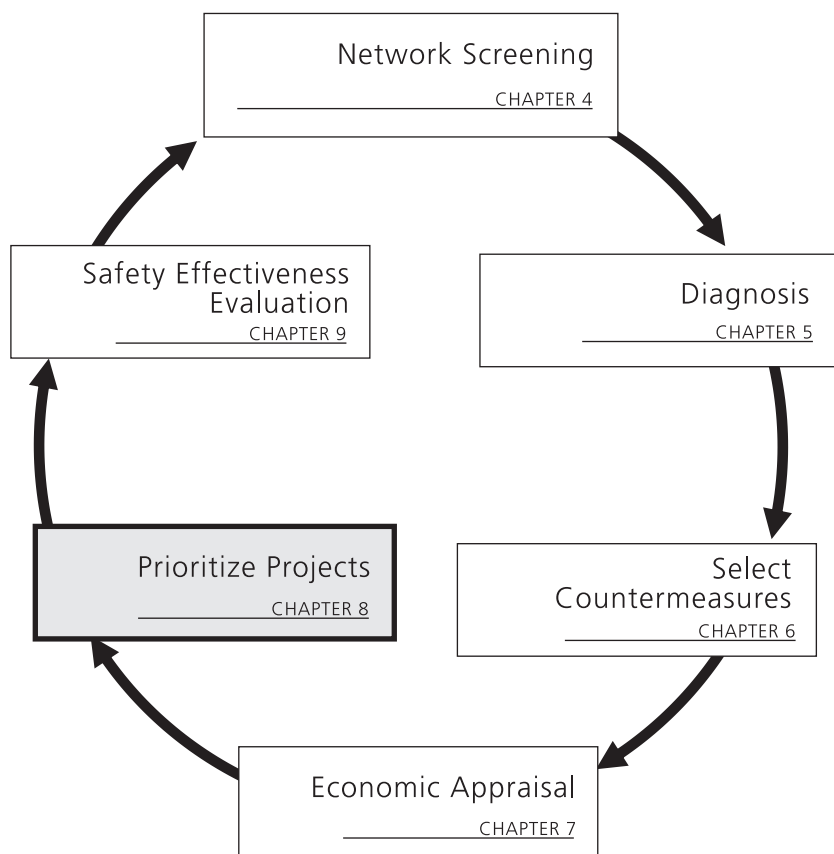 Network Screening
CHAPTER 4
Diagnosis
CHAPTER 5
Select
Countermeasures
CHAPTER 6
Economic Appraisal
CHAPTER 7
Prioritize Projects
CHAPTER 8
Safety Effectiveness
Evaluation
CHAPTER 9